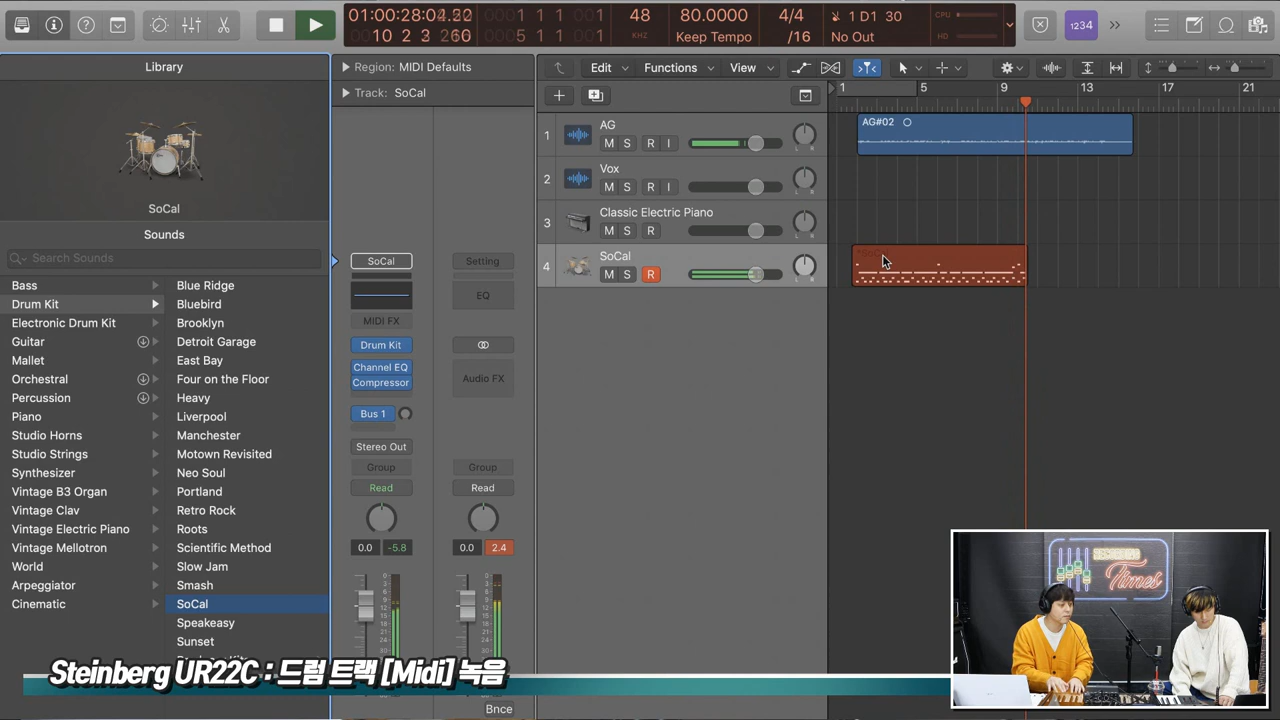 01:00:28:04.50
10 2 3 260
1 1 1 1
5 1 1 1
48
KHZ
80.0000
Keep Tempo
4/4
/16
1 D1 30
No Out
CPU
HD
1234
Library
SoCal
Sounds
Search Sounds
Bass
Drum Kit
Electronic Drum Kit
Guitar
Mallet
Orchestral
Percussion
Piano
Studio Horns
Studio Strings
Synthesizer
Vintage B3 Organ
Vintage Clav
Vintage Electric Piano
Vintage Mellotron
World
Arpeggiator
Cinematic
Blue Ridge
Bluebird
Brooklyn
Detroit Garage
East Bay
Four on the Floor
Heavy
Liverpool
Manchester
Motown Revisited
Neo Soul
Portland
Retro Rock
Roots
Scientific Method
Slow Jam
Smash
SoCal
Speakeasy
Sunset
Region: MIDI Defaults
Track: SoCal
SoCal
Setting
EQ
MIDI FX
Drum Kit
Channel EQ
Compressor
Audio FX
Bus 1
Stereo Out
Group
Group
Read
Read
0.0
-5.8
0.0
2.4
Bnce
Edit
Functions
View
1
5
9
13
17
21
1
AG
M S R I
2
Vox
M S R I
3
Classic Electric Piano
M S R
4
SoCal
M S R
AG#02
Times
Steinberg UR22C : 드럼 트랙 [Midi] 녹음